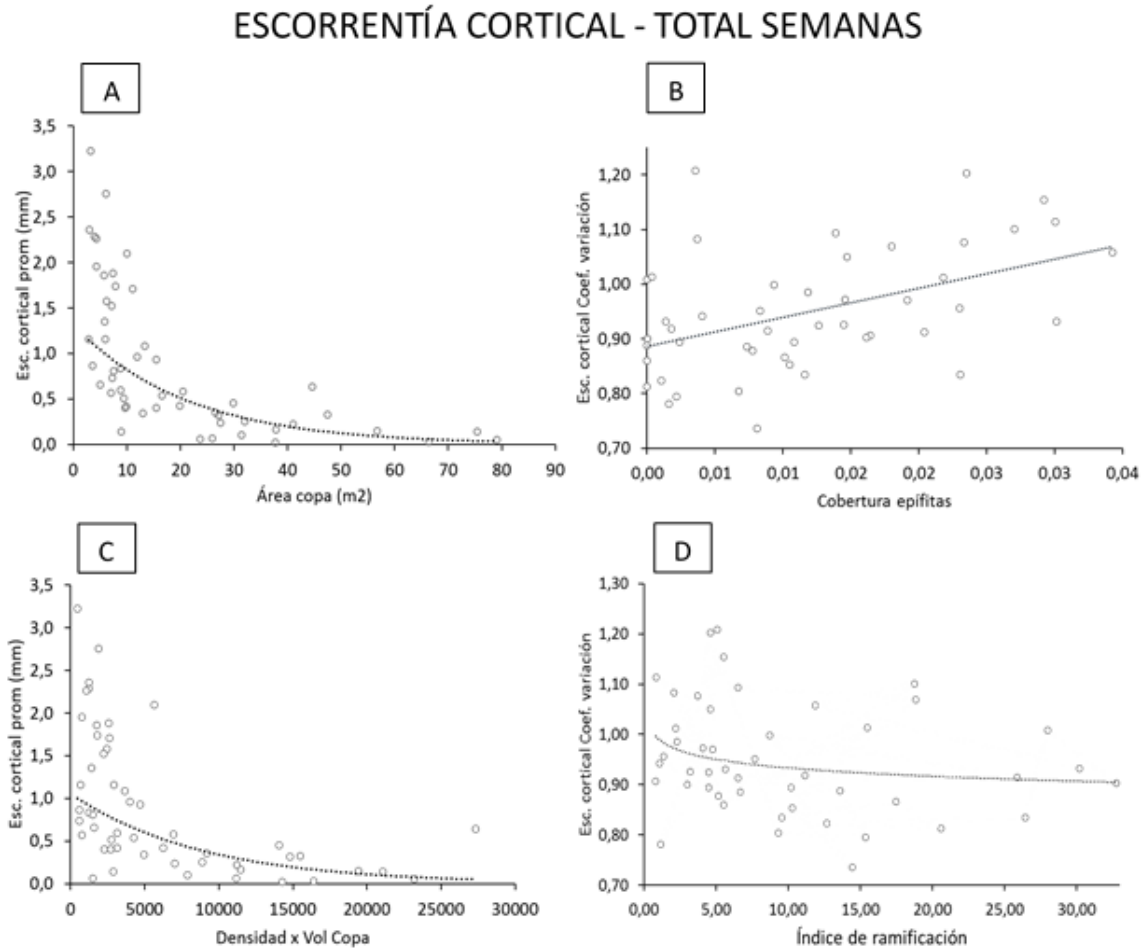 ESCORRENTÍA CORTICAL - TOTAL SEMANAS
A
Esc. cortical prom (mm)
3,5
3,0
2,5
2,0
1,5
1,0
0,5
0,0
0 10 20 30 40 50 60 70 80 90
Área copa (m2)
B
Esc. cortical Coef. variación
1,20
1,10
1,00
0,90
0,80
0,70
0,00 0,01 0,01 0,02 0,02 0,03 0,03 0,04
Cobertura epífitas
C
Esc. cortical prom (mm)
3,5
3,0
2,5
2,0
1,5
1,0
0,5
0,0
0 5000 10000 15000 20000 25000 30000
Densidad x Vol Copa
D
Esc. cortical Coef. variación
1,30
1,20
1,10
1,00
0,90
0,80
0,70
0,00 5,00 10,00 15,00 20,00 25,00 30,00
Índice de ramificación